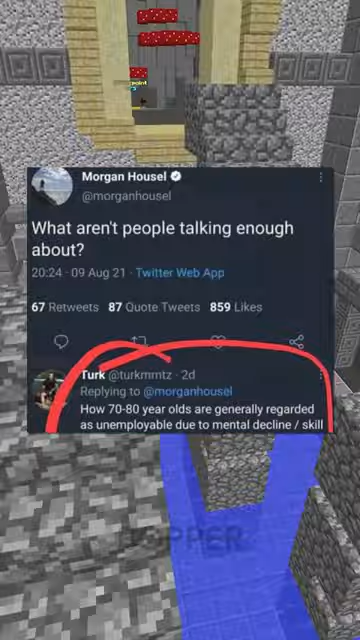 Morgan Housel
@morganhousel
What aren't people talking enough
about?
20:24 · 09 Aug 21 · Twitter Web App
67 Retweets 87 Quote Tweets 859 Likes
Turk @turkmmtz · 2d
Replying to @morganhousel
How 70-80 year olds are generally regarded
as unemployable due to mental decline / skill